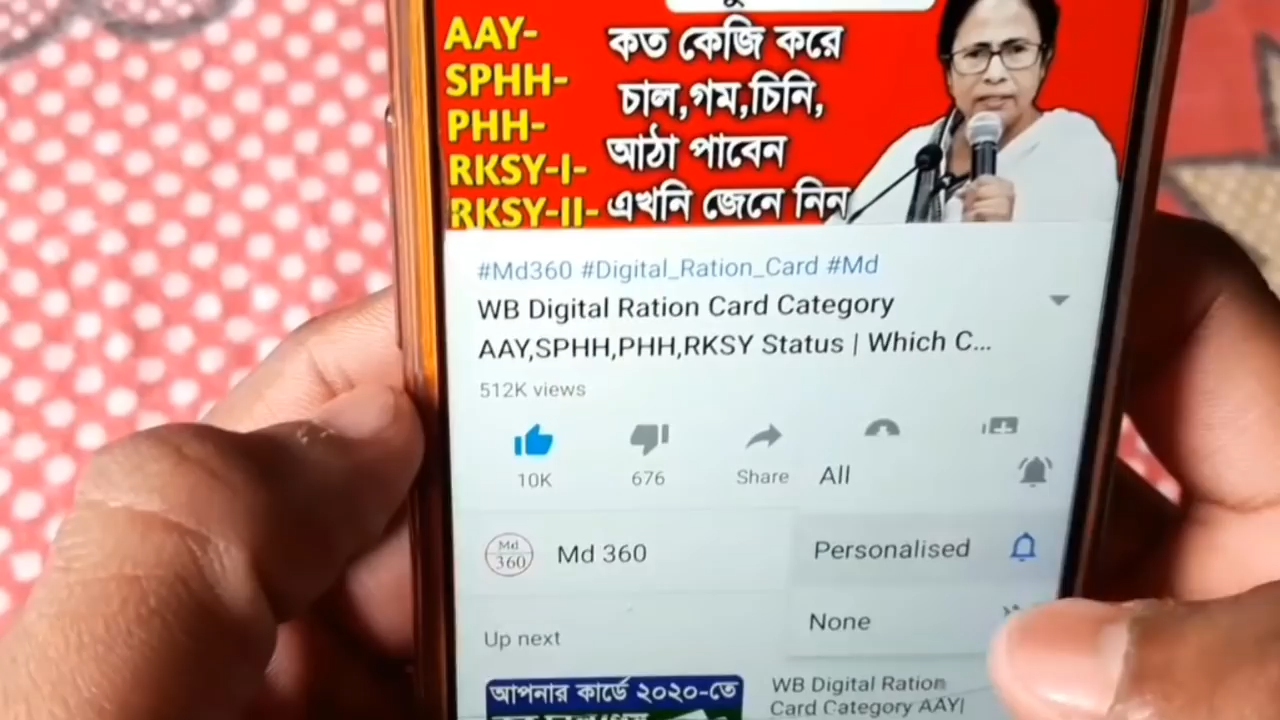 AAY-
SPHH-
PHH-
RKSY-I-
RKSY-II-
কত কেজি করে
চাল,গম,চিনি,
আঠা পাবেন
এখনি জেনে নিন
#Md360 #Digital_Ration_Card #Md
WB Digital Ration Card Category
AAY,SPHH,PHH,RKSY Status | Which C...
512K views
10K
676
Share
All
Md
360
Md 360
Personalised
None
Up next
আপনার কার্ডে ২০২০-তে
WB Digital Ration
Card Category AAY|